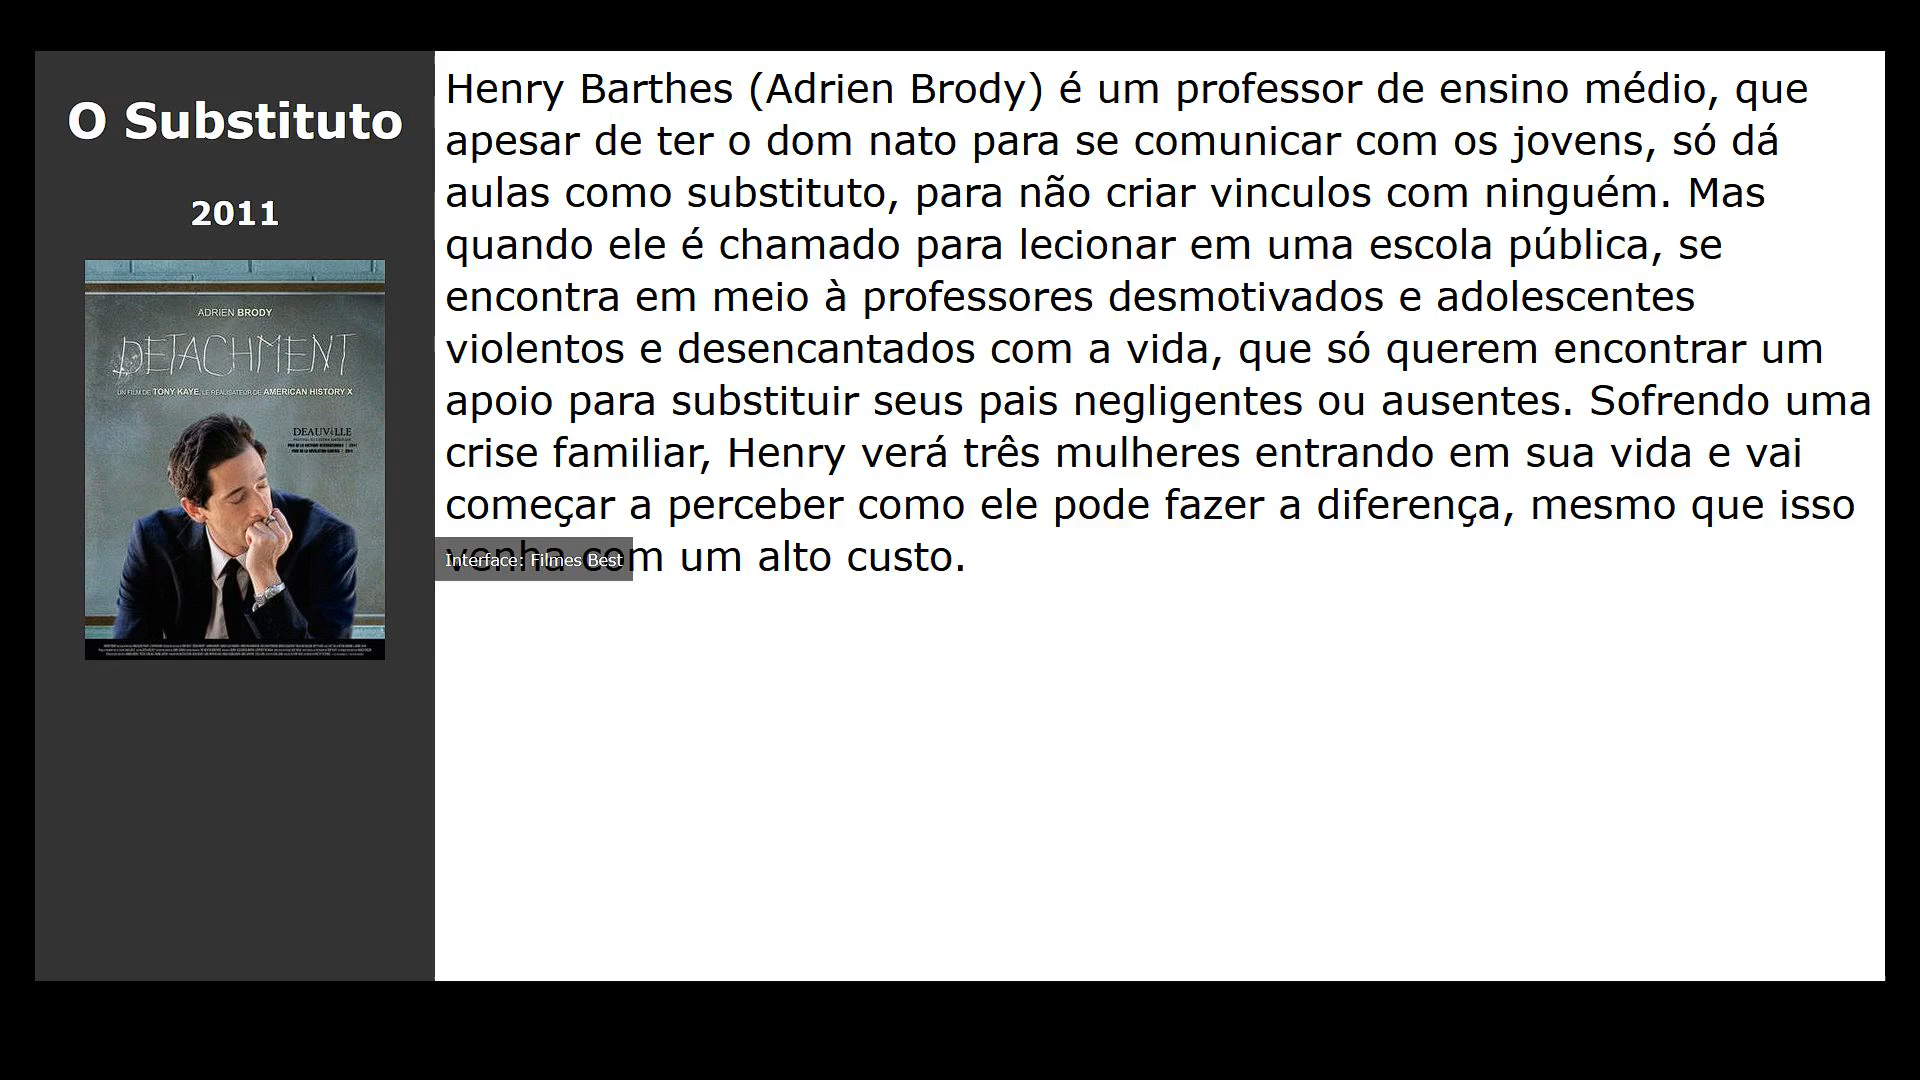 O Substituto
2011
ADRIEN BRODY
DETACHMENT
UN FILM DE TONY KAYE, LE RÉALISATEUR DE AMERICAN HISTORY X
DEAUVILLE
Henry Barthes (Adrien Brody) é um professor de ensino médio, que
apesar de ter o dom nato para se comunicar com os jovens, só dá
aulas como substituto, para não criar vinculos com ninguém. Mas
quando ele é chamado para lecionar em uma escola pública, se
encontra em meio à professores desmotivados e adolescentes
violentos e desencantados com a vida, que só querem encontrar um
apoio para substituir seus pais negligentes ou ausentes. Sofrendo uma
crise familiar, Henry verá três mulheres entrando em sua vida e vai
começar a perceber como ele pode fazer a diferença, mesmo que isso
venha com um alto custo.
Interface: Filmes Best